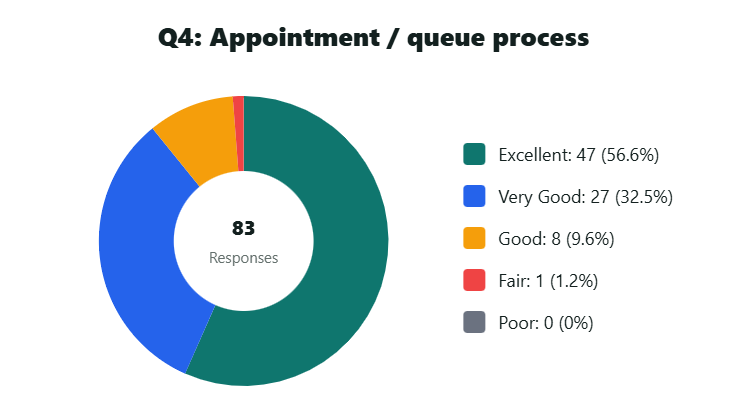 Q4: Appointment / queue process
83
Responses
Excellent: 47 (56.6%)
Very Good: 27 (32.5%)
Good: 8 (9.6%)
Fair: 1 (1.2%)
Poor: 0 (0%)